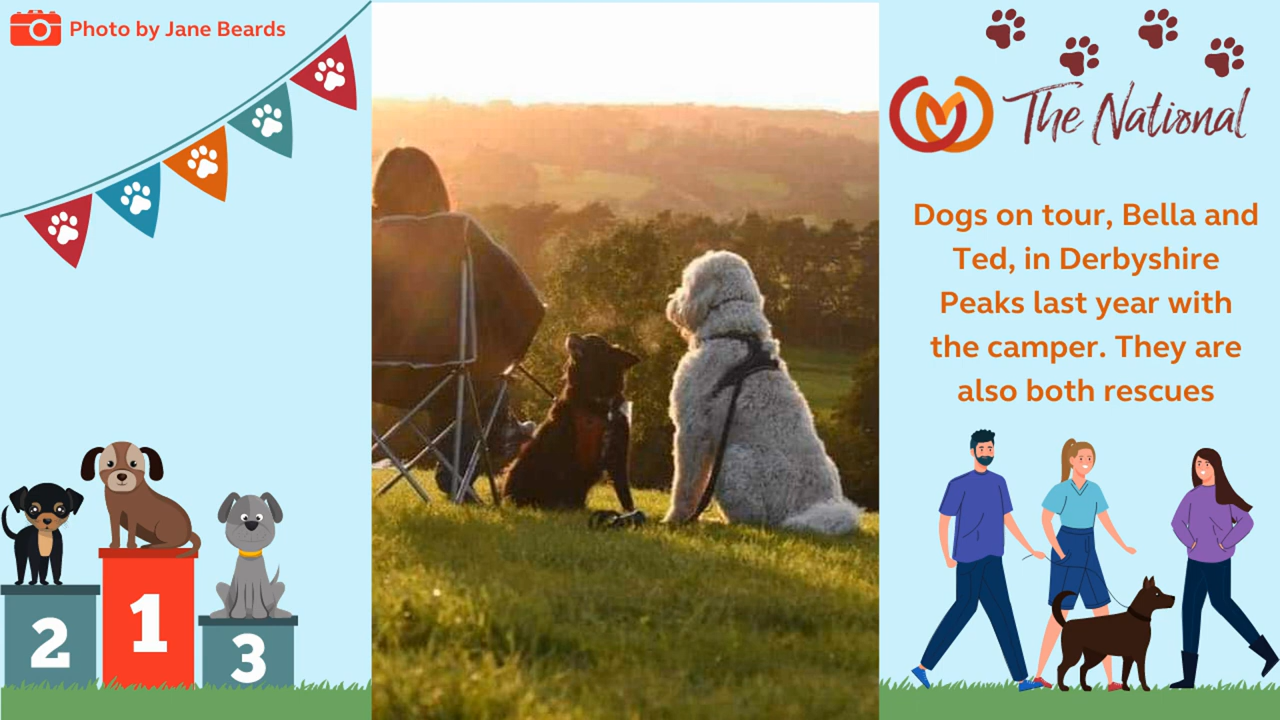 Photo by Jane Beards
The National
Dogs on tour, Bella and
Ted, in Derbyshire
Peaks last year with
the camper. They are
also both rescues
2
1
3